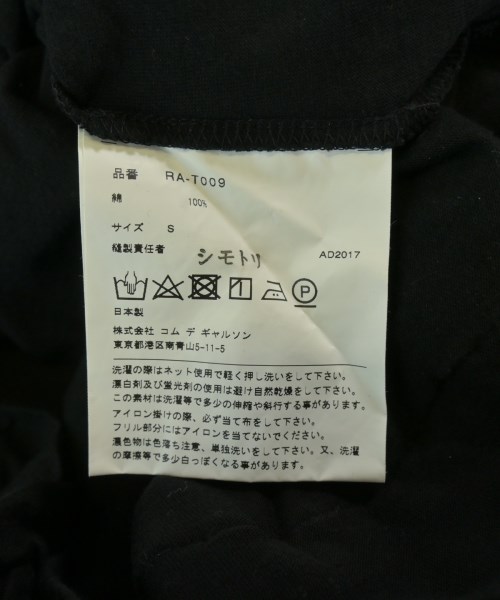 品番 RA-T009
綿 100%
サイズ S
縫製責任者 シモトリ AD2017
P
日本製
株式会社 コム デ ギャルソン
東京都港区南青山5-11-5
洗濯の際はネット使用で軽く押し洗いをして下さい。
漂白剤及び蛍光剤の使用は避け自然乾燥をして下さい。
この素材は洗濯等で多少の伸縮や斜行する事があります。
アイロン掛けの際、必ず当て布をして下さい。
フリル部分にはアイロンを当てないでください。
濃色物は色落ち注意、単独洗いをして下さい。又、洗濯
の摩擦等で多少白っぽくなる事があります。